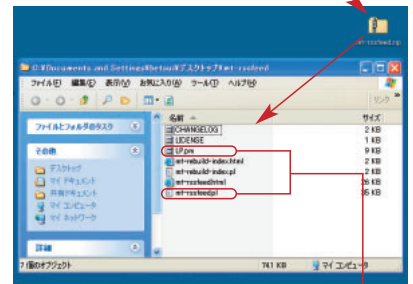 mt-rssfeed.zip
C:¥Documents and Settings¥Betsui¥デスクトップ¥mt-rssfeed
ファイル(F) 編集(E) 表示(V) お気に入り(A) ツール(T) ヘルプ(H)
名前 サイズ
ファイルとフォルダのタスク
CHANGELOG 2 KB
LICENSE 1 KB
その他
LP.pm 9 KB
mt-rebuild-index.html 2 KB
デスクトップ
mt-rebuild-index.pl 2 KB
マイ ドキュメント
mt-rssfeed.html 26 KB
共有ドキュメント
mt-rssfeed.pl 35 KB
マイ コンピュータ
マイ ネットワーク
詳細
7 個のオブジェクト 74.1 KB マイ コンピュータ